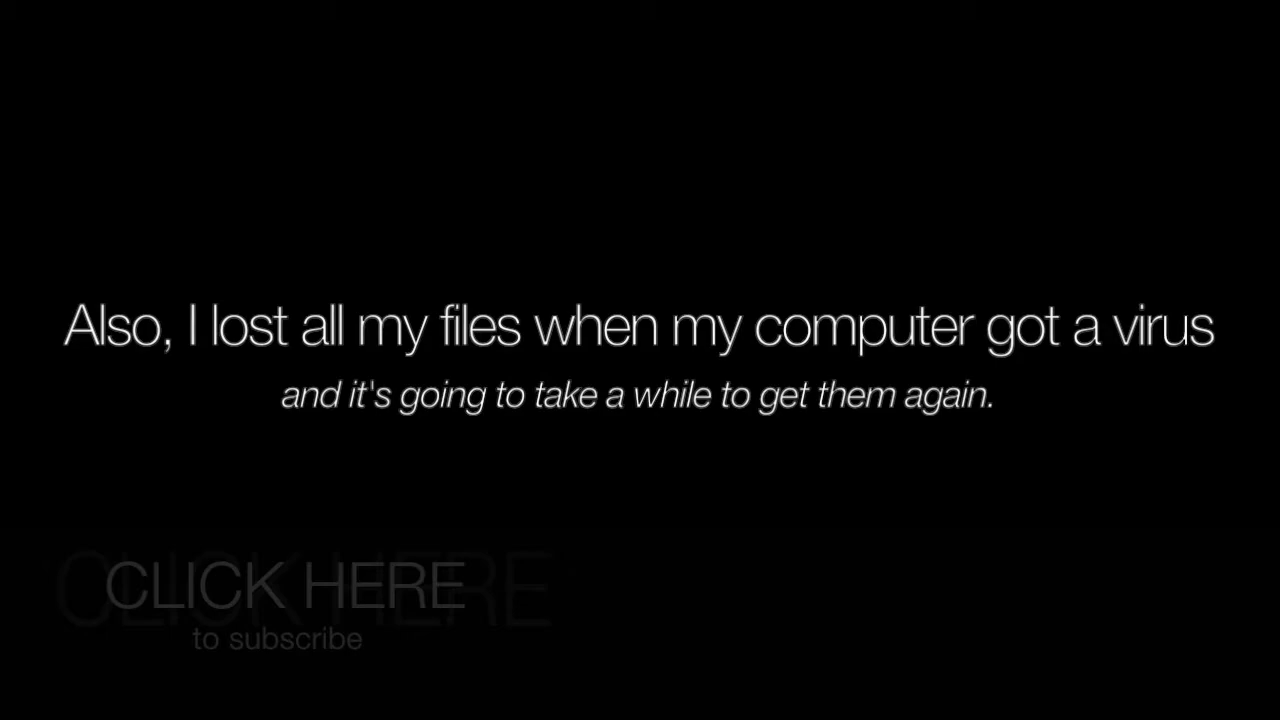 Also, I lost all my files when my computer got a virus
and it's going to take a while to get them again.
CLICK HERE
to subscribe